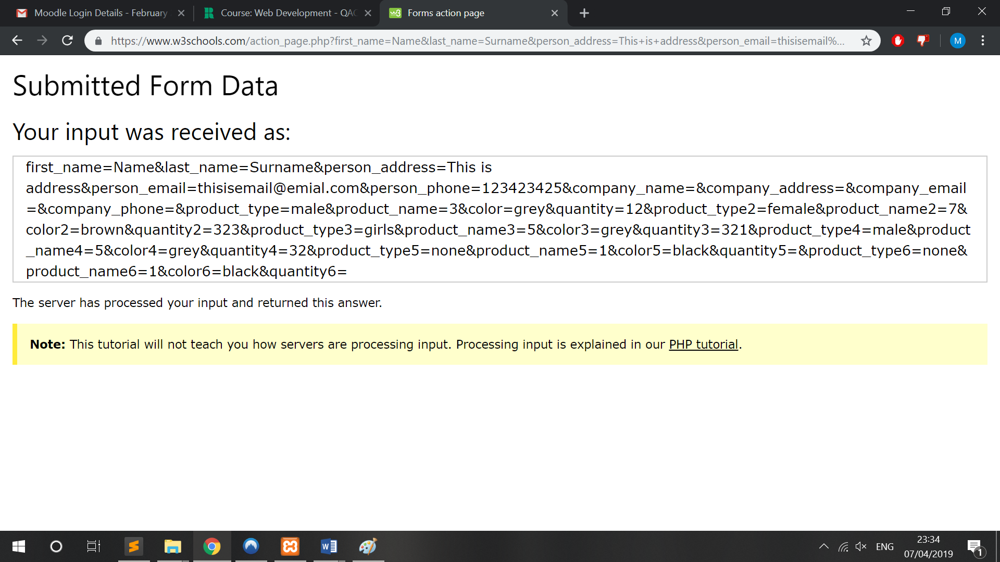 Moodle Login Details - February
Course: Web Development - QAC
Forms action page
https://www.w3schools.com/action_page.php?first_name=Name&last_name=Surname&person_address=This+is+address&person_email=thisisemail%...
M
Submitted Form Data
Your input was received as:
first_name=Name&last_name=Surname&person_address=This is
address&person_email=thisisemail@emial.com&person_phone=123423425&company_name=&company_address=&company_email
=&company_phone=&product_type=male&product_name=3&color=grey&quantity=12&product_type2=female&product_name2=7&
color2=brown&quantity2=323&product_type3=girls&product_name3=5&color3=grey&quantity3=321&product_type4=male&product
_name4=5&color4=grey&quantity4=32&product_type5=none&product_name5=1&color5=black&quantity5=&product_type6=none&
product_name6=1&color6=black&quantity6=
The server has processed your input and returned this answer.
Note: This tutorial will not teach you how servers are processing input. Processing input is explained in our PHP tutorial.
ENG
23:34
07/04/2019
1